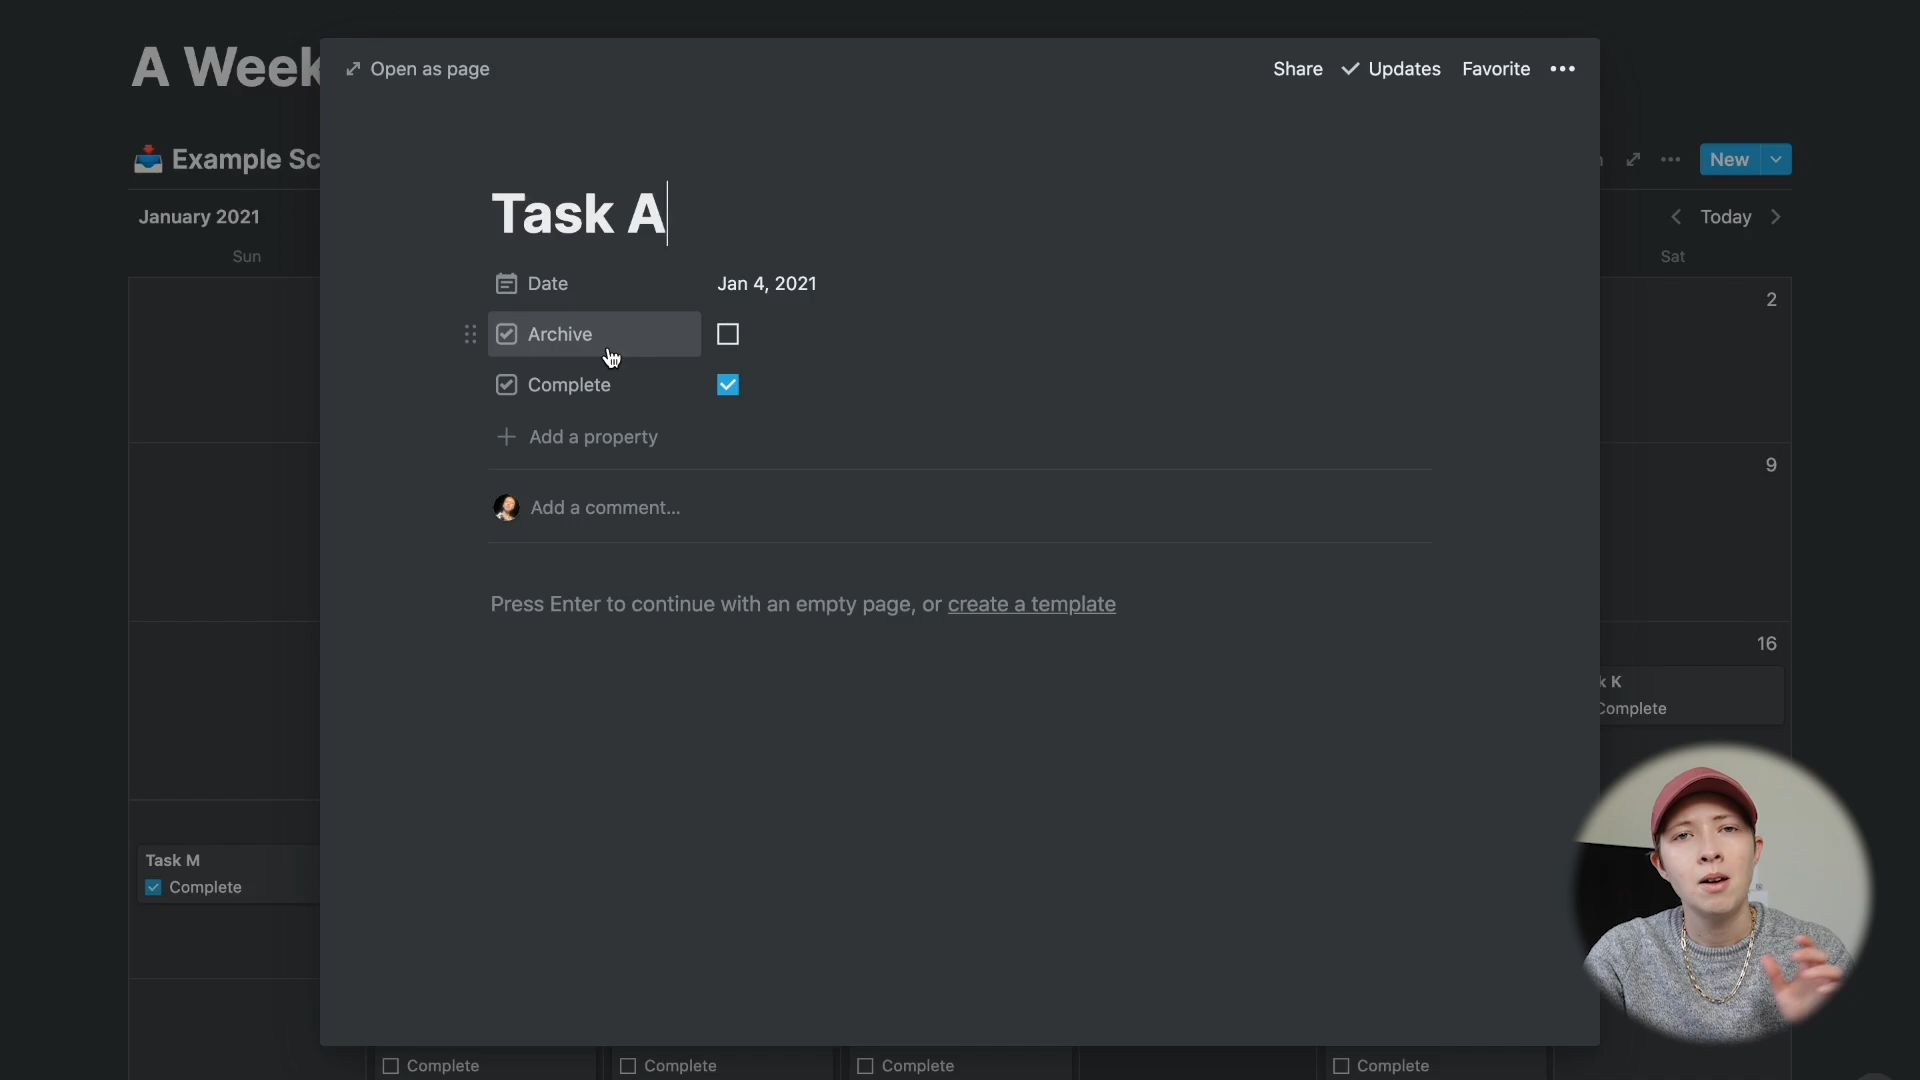 A Week
Open as page
Share
Updates
Favorite
Example Sc
New
January 2021
Today
Sun
Sat
Task A
Date
Jan 4, 2021
Archive
Complete
Add a property
Add a comment...
Press Enter to continue with an empty page, or create a template
2
9
16
k K
Complete
Task M
Complete
Complete
Complete
Complete
Complete